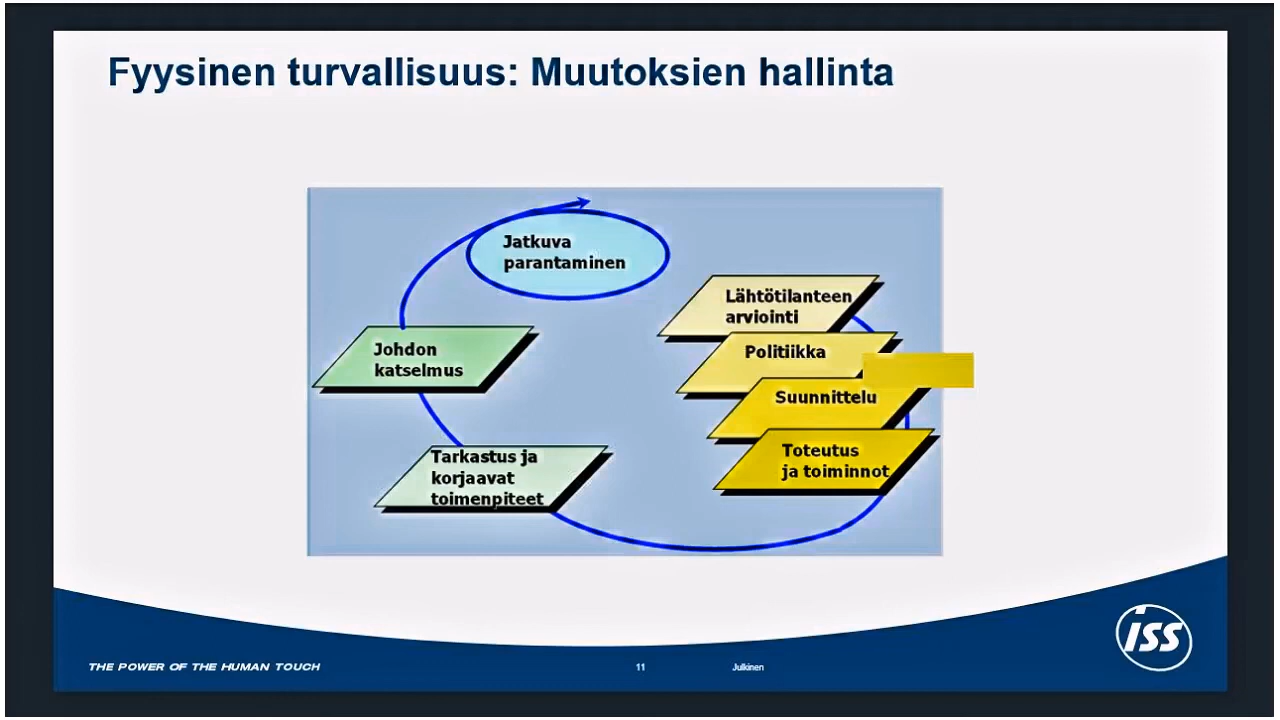 Fyysinen turvallisuus: Muutoksien hallinta
Jatkuva
parantaminen
Lähtötilanteen
arviointi
Politiikka
Suunnittelu
Toteutus
ja toiminnot
Johdon
katselmus
Tarkastus ja
korjaavat
toimenpiteet
THE POWER OF THE HUMAN TOUCH
11
Julkinen
ISS